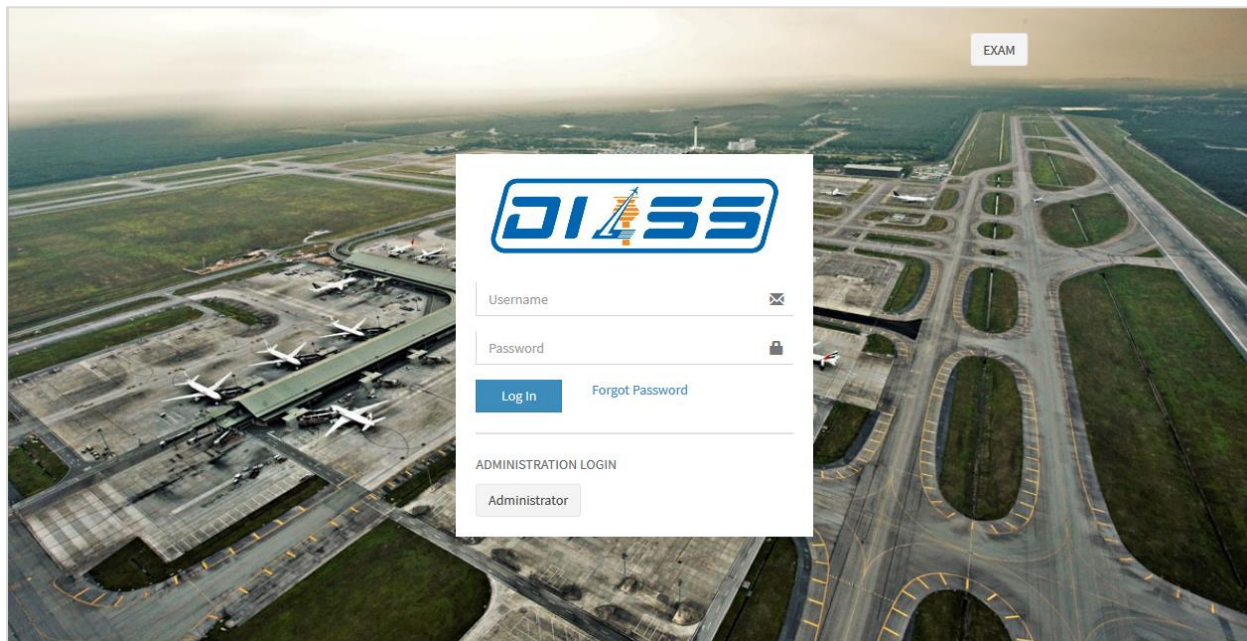 EXAM
DIASS
Username
Password
Log In Forgot Password
ADMINISTRATION LOGIN
Administrator